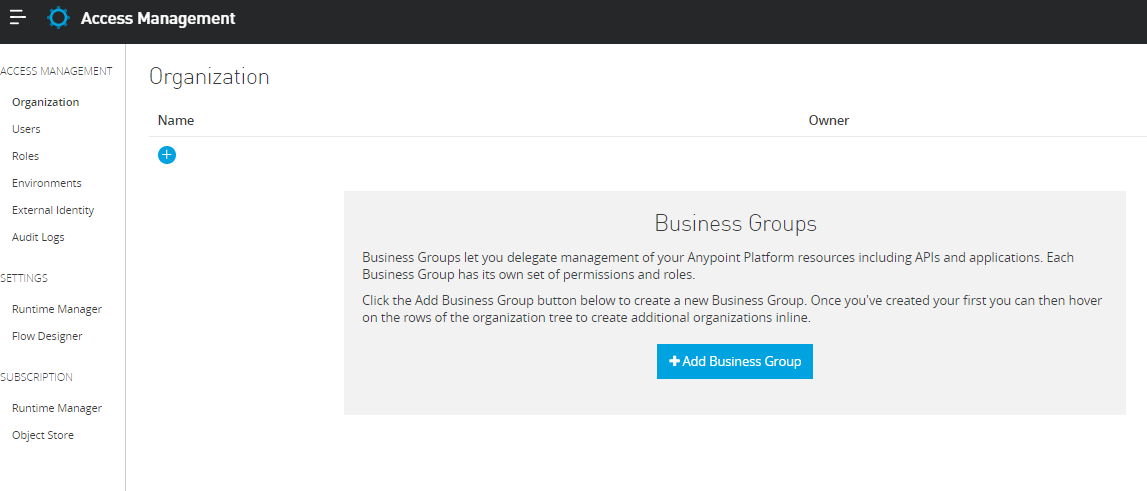 Access Management
ACCESS MANAGEMENT
Organization
Users
Roles
Environments
External Identity
Audit Logs
SETTINGS
Runtime Manager
Flow Designer
SUBSCRIPTION
Runtime Manager
Object Store
Organization
Name Owner
Business Groups
Business Groups let you delegate management of your Anypoint Platform resources including APIs and applications. Each
Business Group has its own set of permissions and roles.
Click the Add Business Group button below to create a new Business Group. Once you've created your first you can then hover
on the rows of the organization tree to create additional organizations inline.
+ Add Business Group